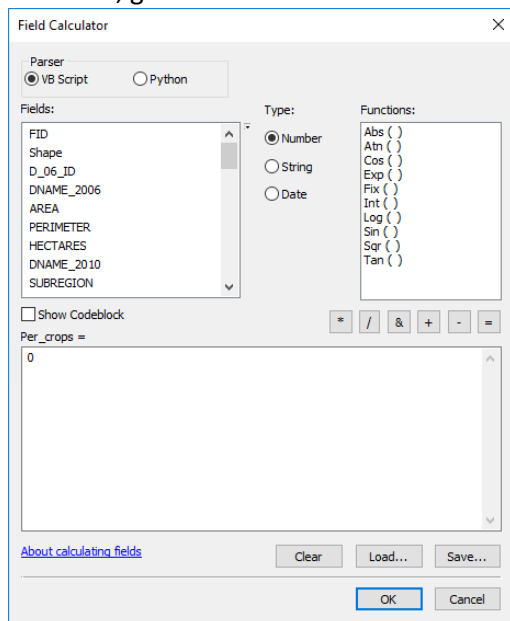 Field Calculator
Parser
VB Script Python
Fields: Type: Functions:
FID
Shape
D_06_ID
DNAME_2006
AREA
PERIMETER
HECTARES
DNAME_2010
SUBREGION
Number
String
Date
Abs ( )
Atn ( )
Cos ( )
Exp ( )
Fix ( )
Int ( )
Log ( )
Sin ( )
Sqr ( )
Tan ( )
Show Codeblock
* / & + - =
Per_crops =
0
About calculating fields Clear Load... Save...
OK Cancel